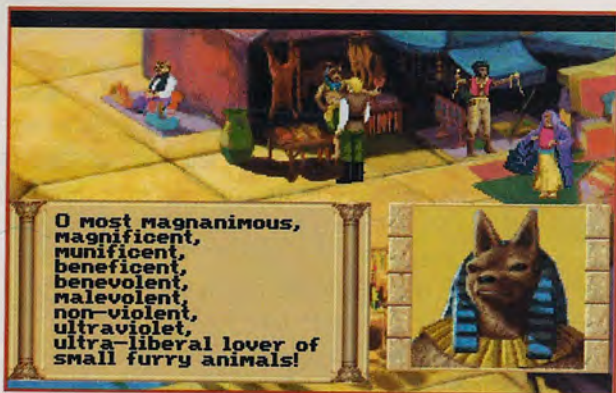 O most magnanimous,
magnificent,
munificent,
beneficent,
benevolent,
malevolent,
non-violent,
ultraviolet,
ultra-liberal lover of
small furry animals!